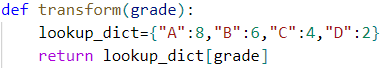 def transform(grade):
    lookup_dict={"A":8,"B":6,"C":4,"D":2}
    return lookup_dict[grade]